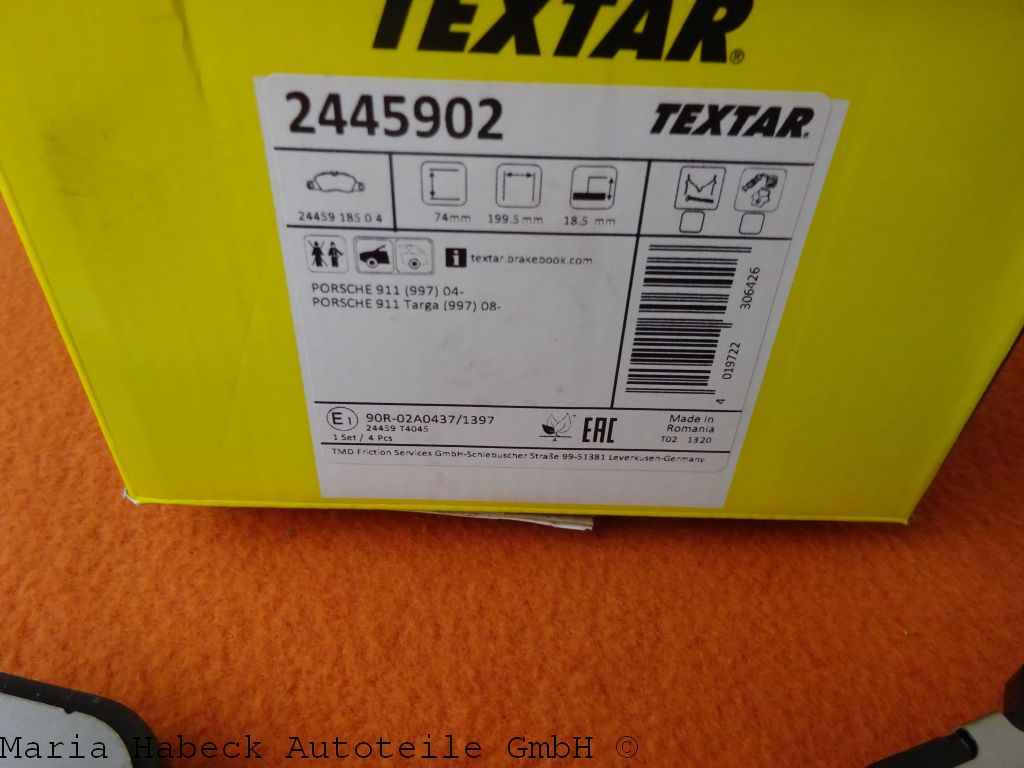 TEXTAR®
2445902
TEXTAR®
24459 185 0 4
74mm
199.5 mm
18.5 mm
i textar.brakebook.com
PORSCHE 911 (997) 04-
PORSCHE 911 Targa (997) 08-
4 019722 306426
E1 90R-02A0437/1397
24459 T4045
1 Set / 4 Pcs
A
EAC
Made in
Romania
T02 1320
TMD Friction Services GmbH-Schlebuscher Straße 99-51381 Leverkusen-Germany
Maria Habeck Autoteile GmbH ©